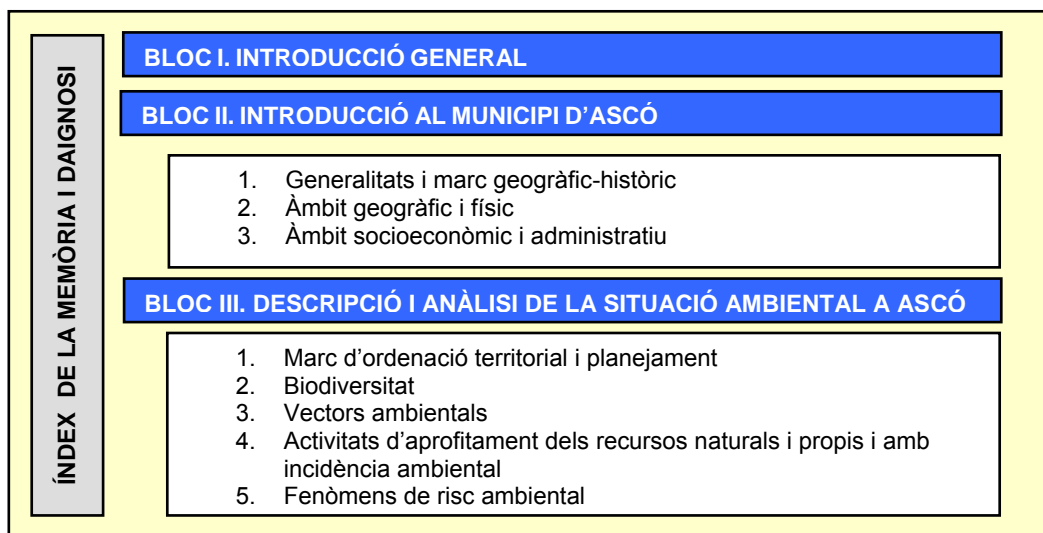 ÍNDEX DE LA MEMÒRIA I DAIGNOSI
BLOC I. INTRODUCCIÓ GENERAL
BLOC II. INTRODUCCIÓ AL MUNICIPI D’ASCÓ
1. Generalitats i marc geogràfic-històric
2. Àmbit geogràfic i físic
3. Àmbit socioeconòmic i administratiu
BLOC III. DESCRIPCIÓ I ANÀLISI DE LA SITUACIÓ AMBIENTAL A ASCÓ
1. Marc d’ordenació territorial i planejament
2. Biodiversitat
3. Vectors ambientals
4. Activitats d’aprofitament dels recursos naturals i propis i amb
incidència ambiental
5. Fenòmens de risc ambiental